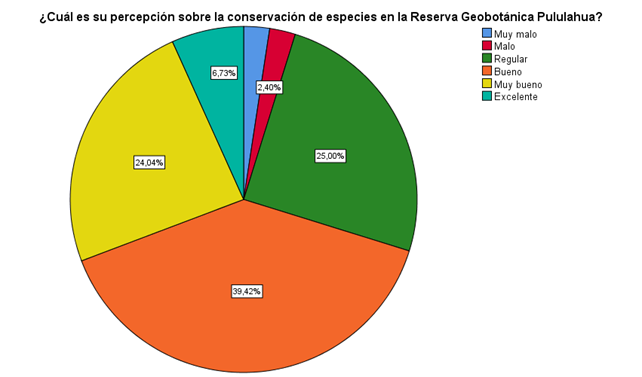 ¿Cuál es su percepción sobre la conservación de especies en la Reserva Geobotánica Pululahua?
Muy malo
Malo
Regular
Bueno
Muy bueno
Excelente
6,73%
2,40%
25,00%
24,04%
39,42%